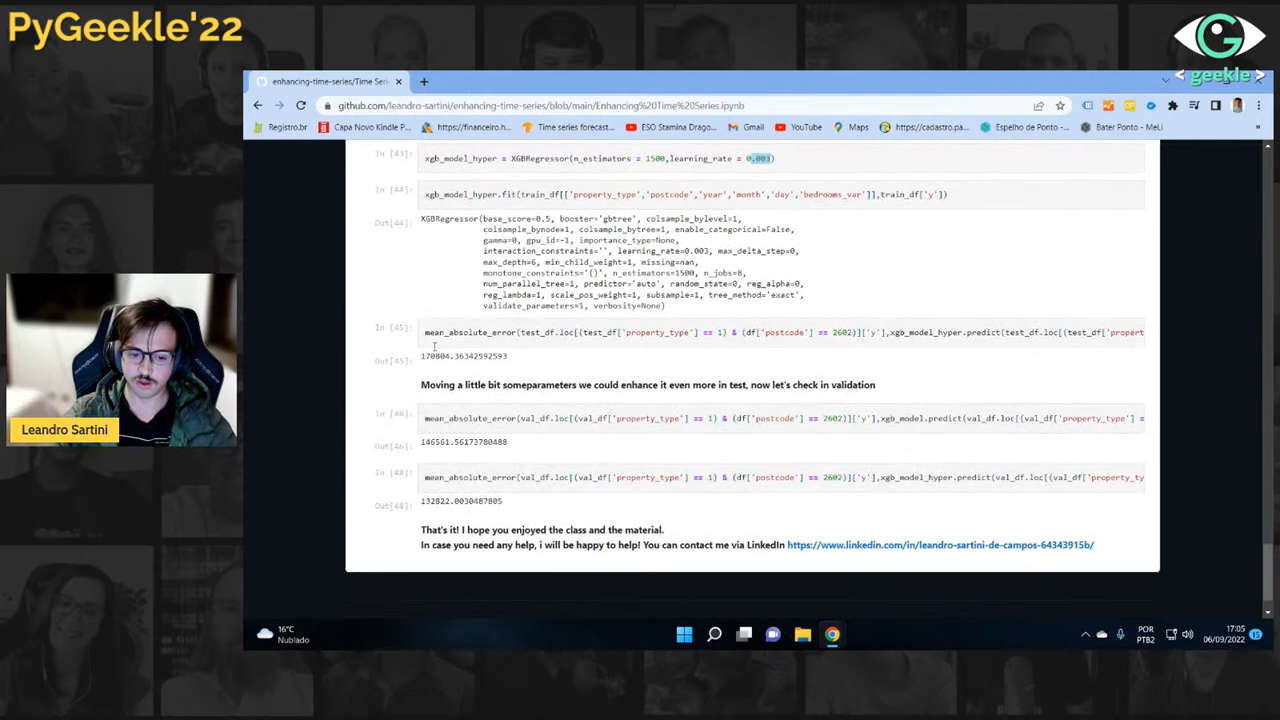 PyGeekle'22
G
< geekle >
enhancing-time-series/Time Seri
github.com/leandro-sartini/enhancing-time-series/blob/main/Enhancing%20Time%20Series.ipynb
Registro.br
Capa Novo Kindle P...
https://financeiro.h...
Time series forecast...
ESO Stamina Drago...
Gmail
YouTube
Maps
https://cadastro.pa...
Espelho de Ponto -...
Bater Ponto - MeLi
»
In [43]
xgb_model_hyper = XGBRegressor(n_estimators = 1500,learning_rate = 0.003)
In [44]
xgb_model_hyper.fit(train_df[['property_type','postcode','year','month','day','bedrooms_var']],train_df['y'])
Out[44]
XGBRegressor(base_score=0.5, booster='gbtree', colsample_bylevel=1,
colsample_bynode=1, colsample_bytree=1, enable_categorical=False,
gamma=0, gpu_id=-1, importance_type=None,
interaction_constraints='', learning_rate=0.003, max_delta_step=0,
max_depth=6, min_child_weight=1, missing=nan,
monotone_constraints='()', n_estimators=1500, n_jobs=8,
num_parallel_tree=1, predictor='auto', random_state=0, reg_alpha=0,
reg_lambda=1, scale_pos_weight=1, subsample=1, tree_method='exact',
validate_parameters=1, verbosity=None)
In [45]
mean_absolute_error(test_df.loc[(test_df['property_type'] == 1) & (df['postcode'] == 2602)]['y'],xgb_model_hyper.predict(test_df.loc[(test_df['propert
Out[45]
170804.36342592593
Moving a little bit someparameters we could enhance it even more in test, now let's check in validation
In [46]
mean_absolute_error(val_df.loc[(val_df['property_type'] == 1) & (df['postcode'] == 2602)]['y'],xgb_model.predict(val_df.loc[(val_df['property_type'] =
Out[46]
146561.56173780488
In [48]
mean_absolute_error(val_df.loc[(val_df['property_type'] == 1) & (df['postcode'] == 2602)]['y'],xgb_model_hyper.predict(val_df.loc[(val_df['property_ty
Out[48]
132822.0030487805
That's it! I hope you enjoyed the class and the material.
In case you need any help, i will be happy to help! You can contact me via LinkedIn https://www.linkedin.com/in/leandro-sartini-de-campos-64343915b/
Leandro Sartini
16°C
Nublado
POR
PTB2
17:05
06/09/2022
15